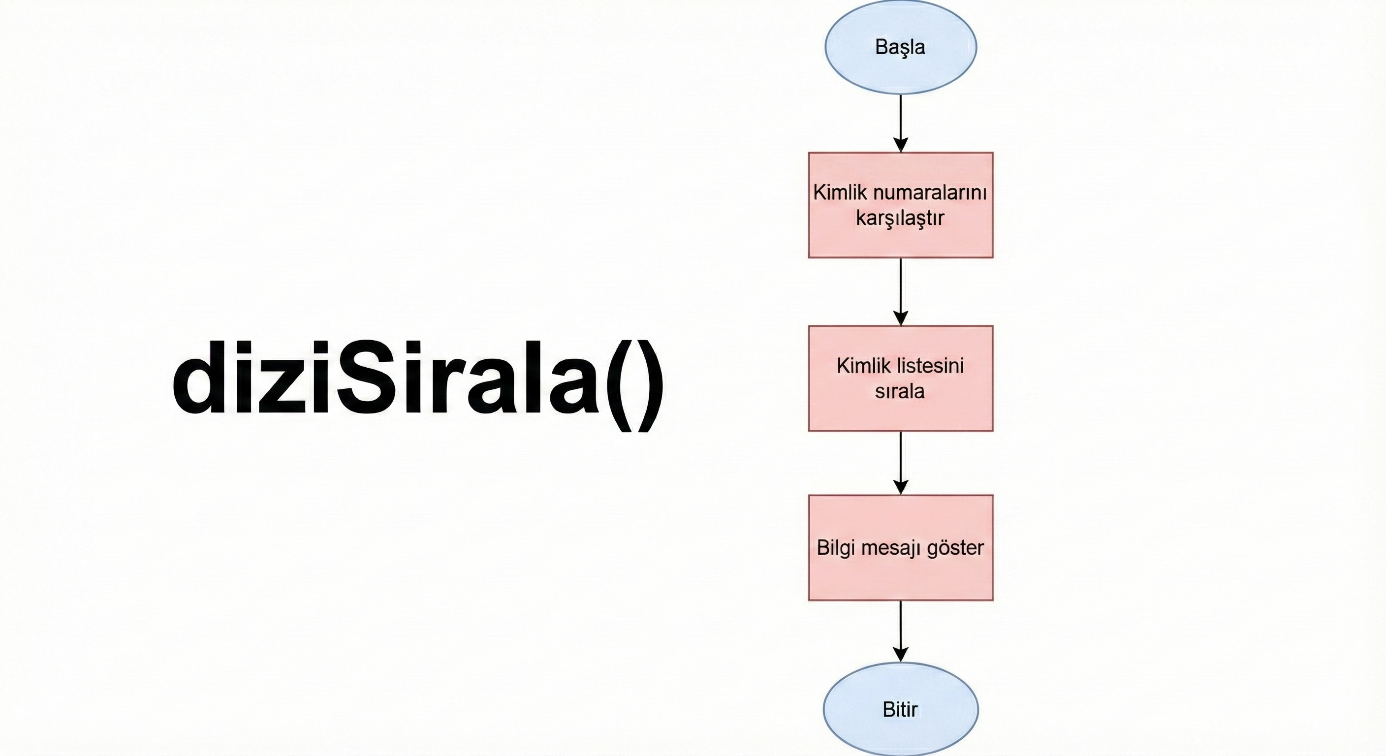 diziSirala()
Başla
Kimlik numaralarını
karşılaştır
Kimlik listesini
sırala
Bilgi mesajı göster
Bitir